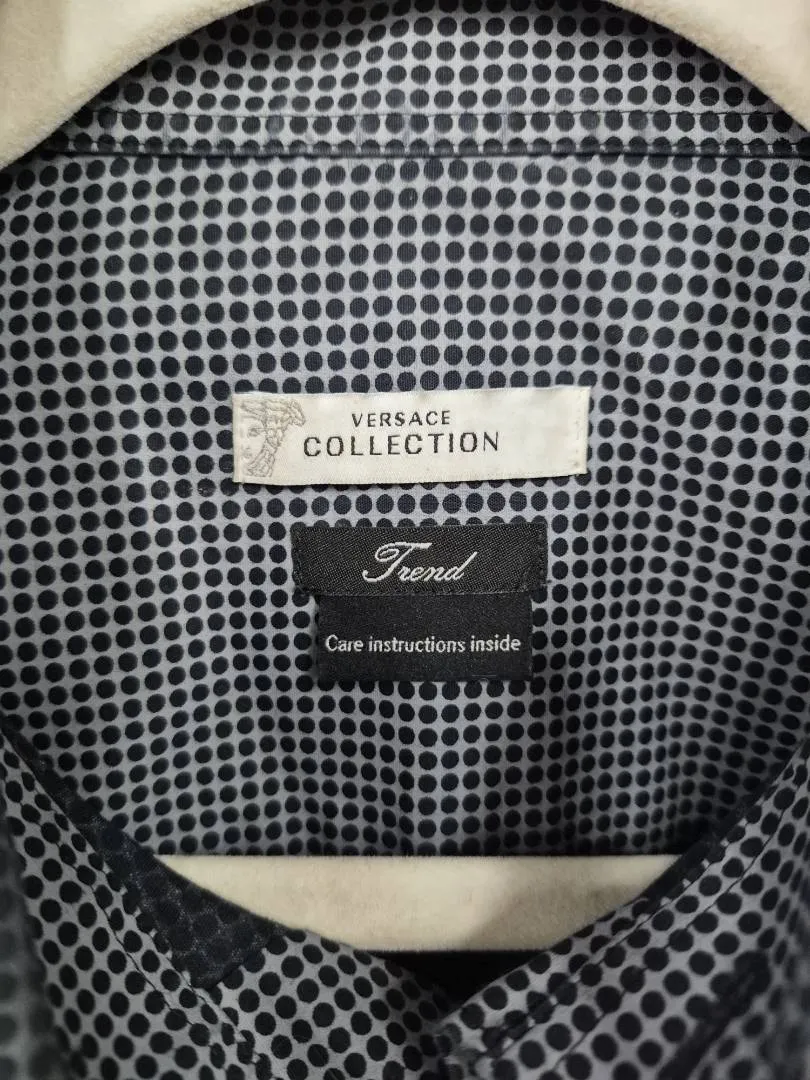 VERSACE
COLLECTION
Trend
Care instructions inside